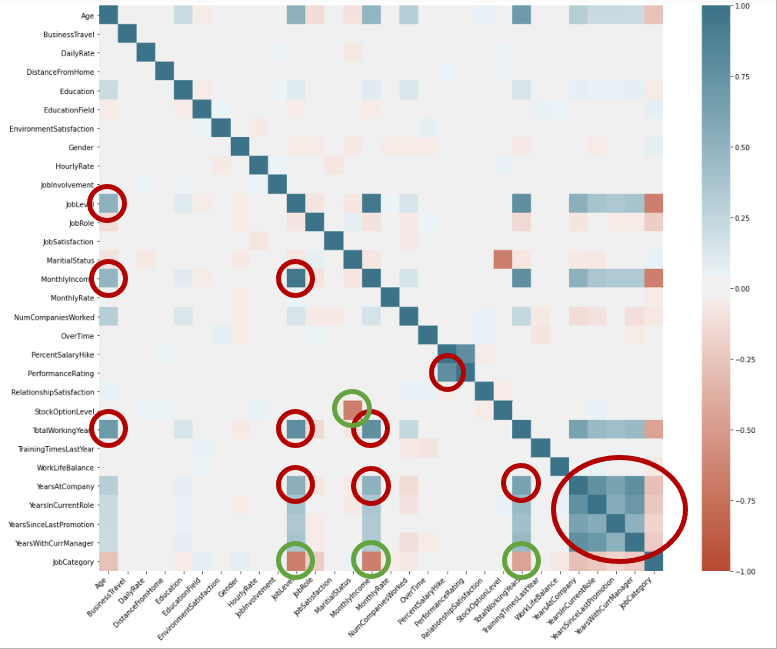 Age
BusinessTravel
DailyRate
DistanceFromHome
Education
EducationField
EnvironmentSatisfaction
Gender
HourlyRate
JobInvolvement
JobLevel
JobRole
JobSatisfaction
MaritialStatus
MonthlyIncome
MonthlyRate
NumCompaniesWorked
OverTime
PercentSalaryHike
PerformanceRating
RelationshipSatisfaction
StockOptionLevel
TotalWorkingYears
TrainingTimesLastYear
WorkLifeBalance
YearsAtCompany
YearsInCurrentRole
YearsSinceLastPromotion
YearsWithCurrManager
JobCategory
Age
BusinessTravel
DailyRate
DistanceFromHome
Education
EducationField
EnvironmentSatisfaction
Gender
HourlyRate
JobInvolvement
JobLevel
JobRole
JobSatisfaction
MaritialStatus
MonthlyIncome
MonthlyRate
NumCompaniesWorked
OverTime
PercentSalaryHike
PerformanceRating
RelationshipSatisfaction
StockOptionLevel
TotalWorkingYears
TrainingTimesLastYear
WorkLifeBalance
YearsAtCompany
YearsInCurrentRole
YearsSinceLastPromotion
YearsWithCurrManager
JobCategory
1.00
0.75
0.50
0.25
0.00
−0.25
−0.50
−0.75
−1.00